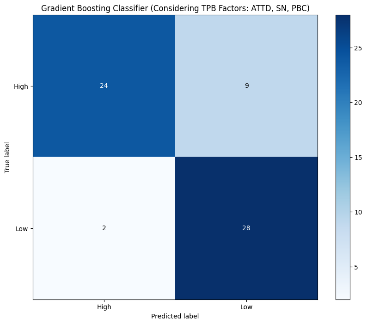 Gradient Boosting Classifier (Considering TPB Factors: ATTD, SN, PBC)
High
24
9
Low
2
28
High
Low
True label
Predicted label
25
20
15
10
5